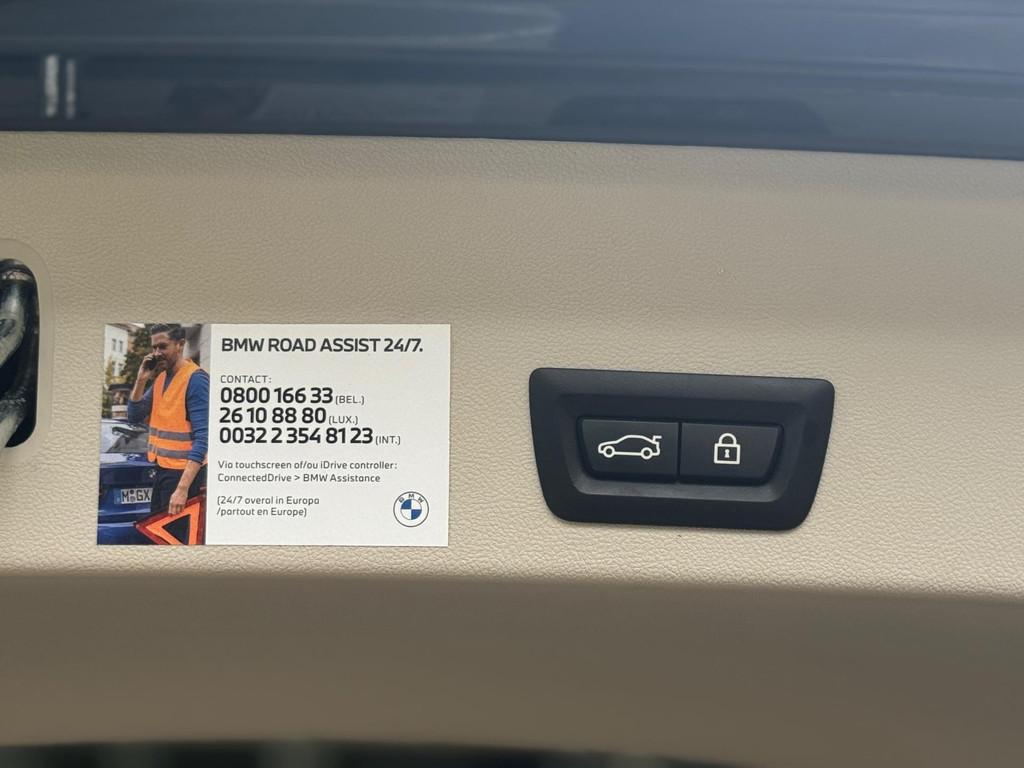 BMW ROAD ASSIST 24/7.
CONTACT:
0800 166 33 (BEL.)
26 10 88 80 (LUX.)
0032 2 354 81 23 (INT.)
Via touchscreen of/ou iDrive controller:
ConnectedDrive > BMW Assistance
(24/7 overal in Europa
/partout en Europe)
BMW
M GX